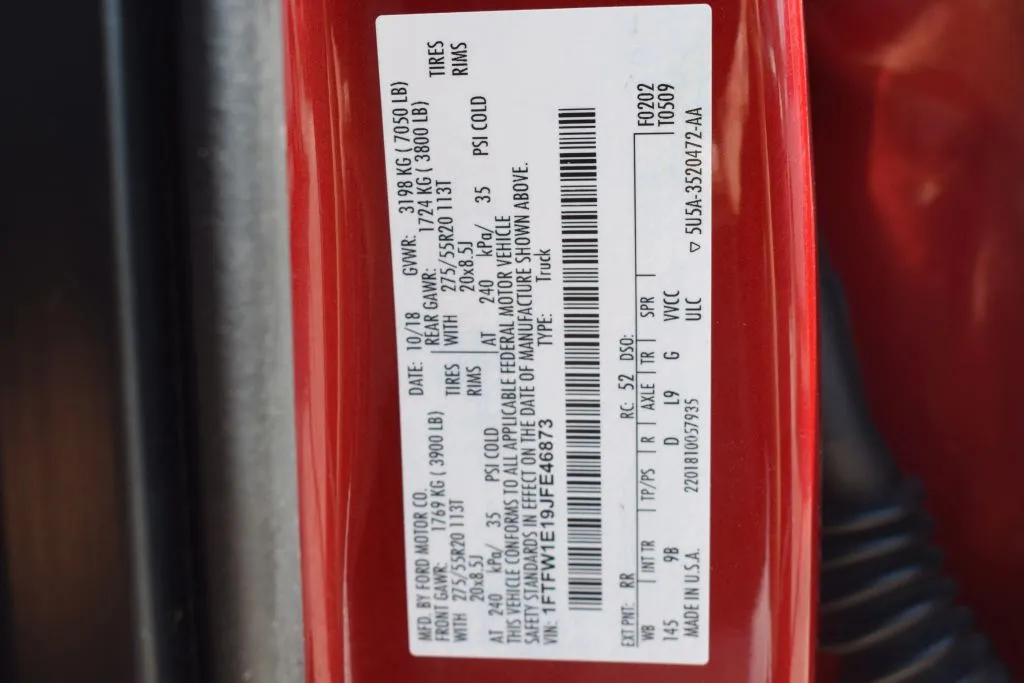 MFD. BY FORD MOTOR CO. DATE: 10/18 GVWR: 3198 KG ( 7050 LB)
FRONT GAWR: 1769 KG ( 3900 LB) REAR GAWR: 1724 KG ( 3800 LB)
WITH 275/55R20 113T TIRES WITH 275/55R20 113T TIRES
20x8.5J RIMS 20x8.5J RIMS
AT 240 kPa/ 35 PSI COLD AT 240 kPa/ 35 PSI COLD
THIS VEHICLE CONFORMS TO ALL APPLICABLE FEDERAL MOTOR VEHICLE
SAFETY STANDARDS IN EFFECT ON THE DATE OF MANUFACTURE SHOWN ABOVE.
VIN: 1FTFW1E19JFE46873 TYPE: Truck
EXT PNT: RR RC: 52 DSO: F0202
WB INT TR TP/PS R AXLE TR SPR T0509
145 9B D L9 G VVCC
MADE IN U.S.A. 2201810057935 ULC ▽ 5U5A-3520472-AA